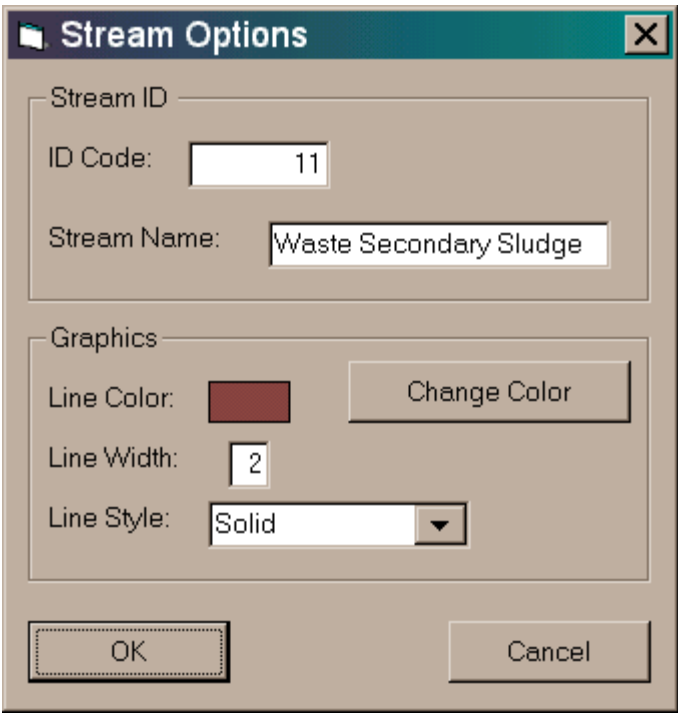 Stream Options
Stream ID
ID Code: 11
Stream Name: Waste Secondary Sludge
Graphics
Line Color: Change Color
Line Width: 2
Line Style: Solid
OK Cancel